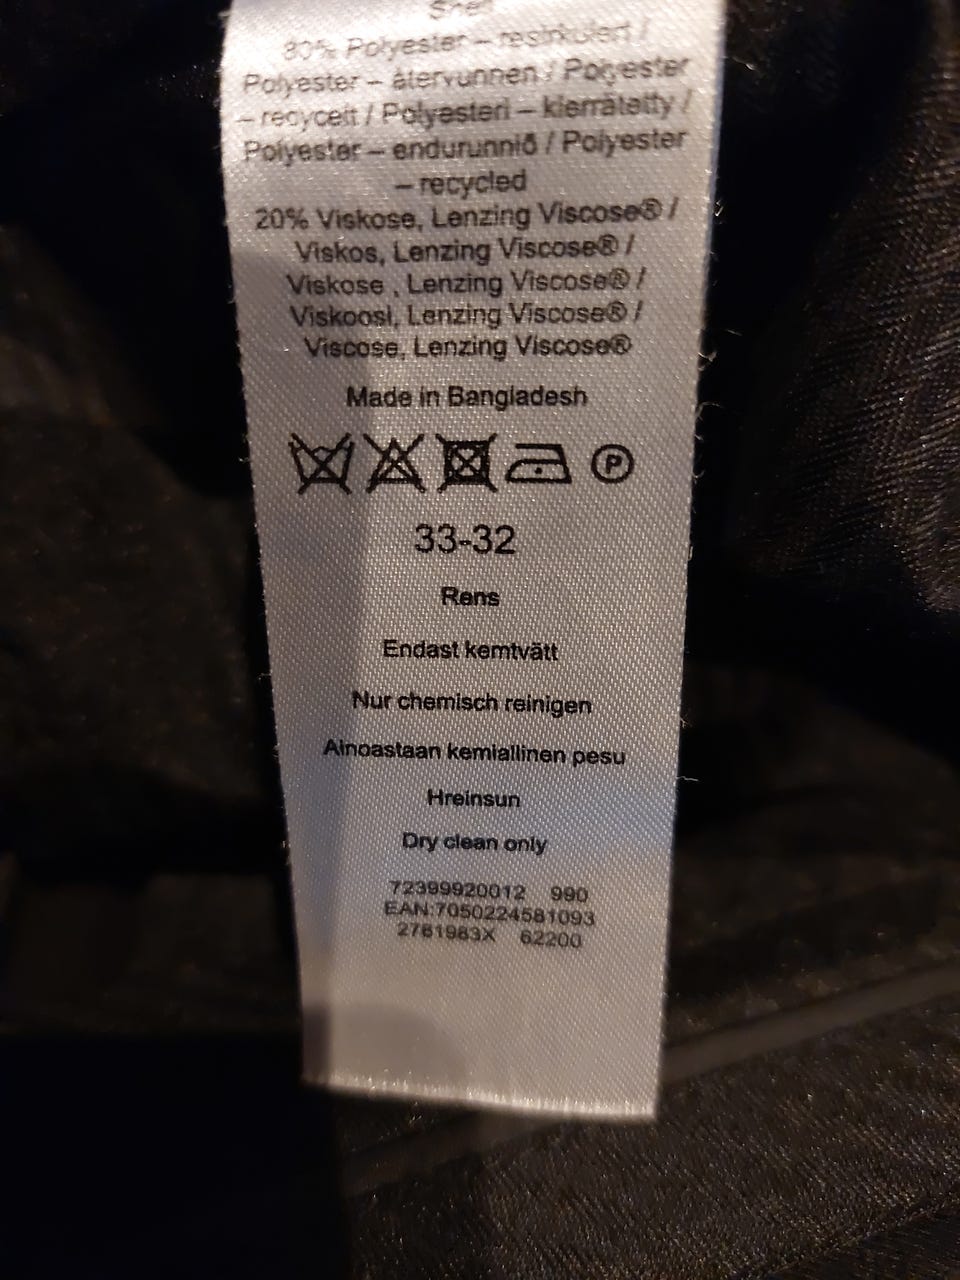 Shell
80% Polyester – resirkulert /
Polyester – återvunnen / Polyester
– recycelt / Polyesteri – kierrätetty /
Polyester – endurunnið / Polyester
– recycled
20% Viskose, Lenzing Viscose® /
Viskos, Lenzing Viscose® /
Viskose , Lenzing Viscose® /
Viskoosi, Lenzing Viscose® /
Viscose, Lenzing Viscose®
Made in Bangladesh
P
33-32
Rens
Endast kemtvätt
Nur chemisch reinigen
Ainoastaan kemiallinen pesu
Hreinsun
Dry clean only
72399920012 990
EAN:7050224581093
2781983X 62200